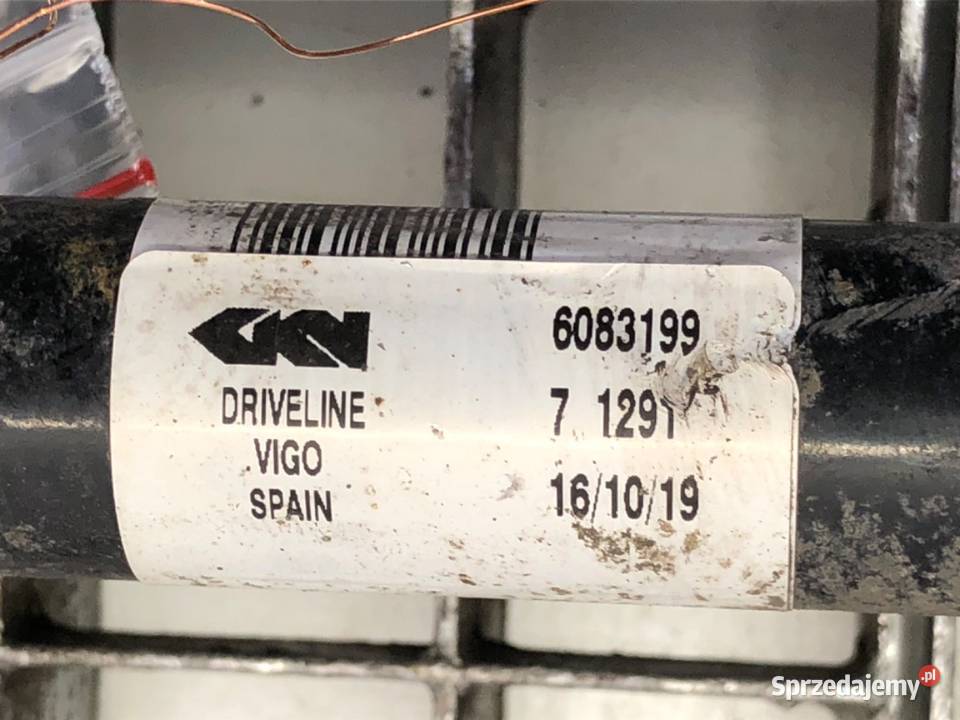 GKN
6083199
DRIVELINE
7 1291
VIGO
SPAIN
16/10/19
Sprzedajemy.pl